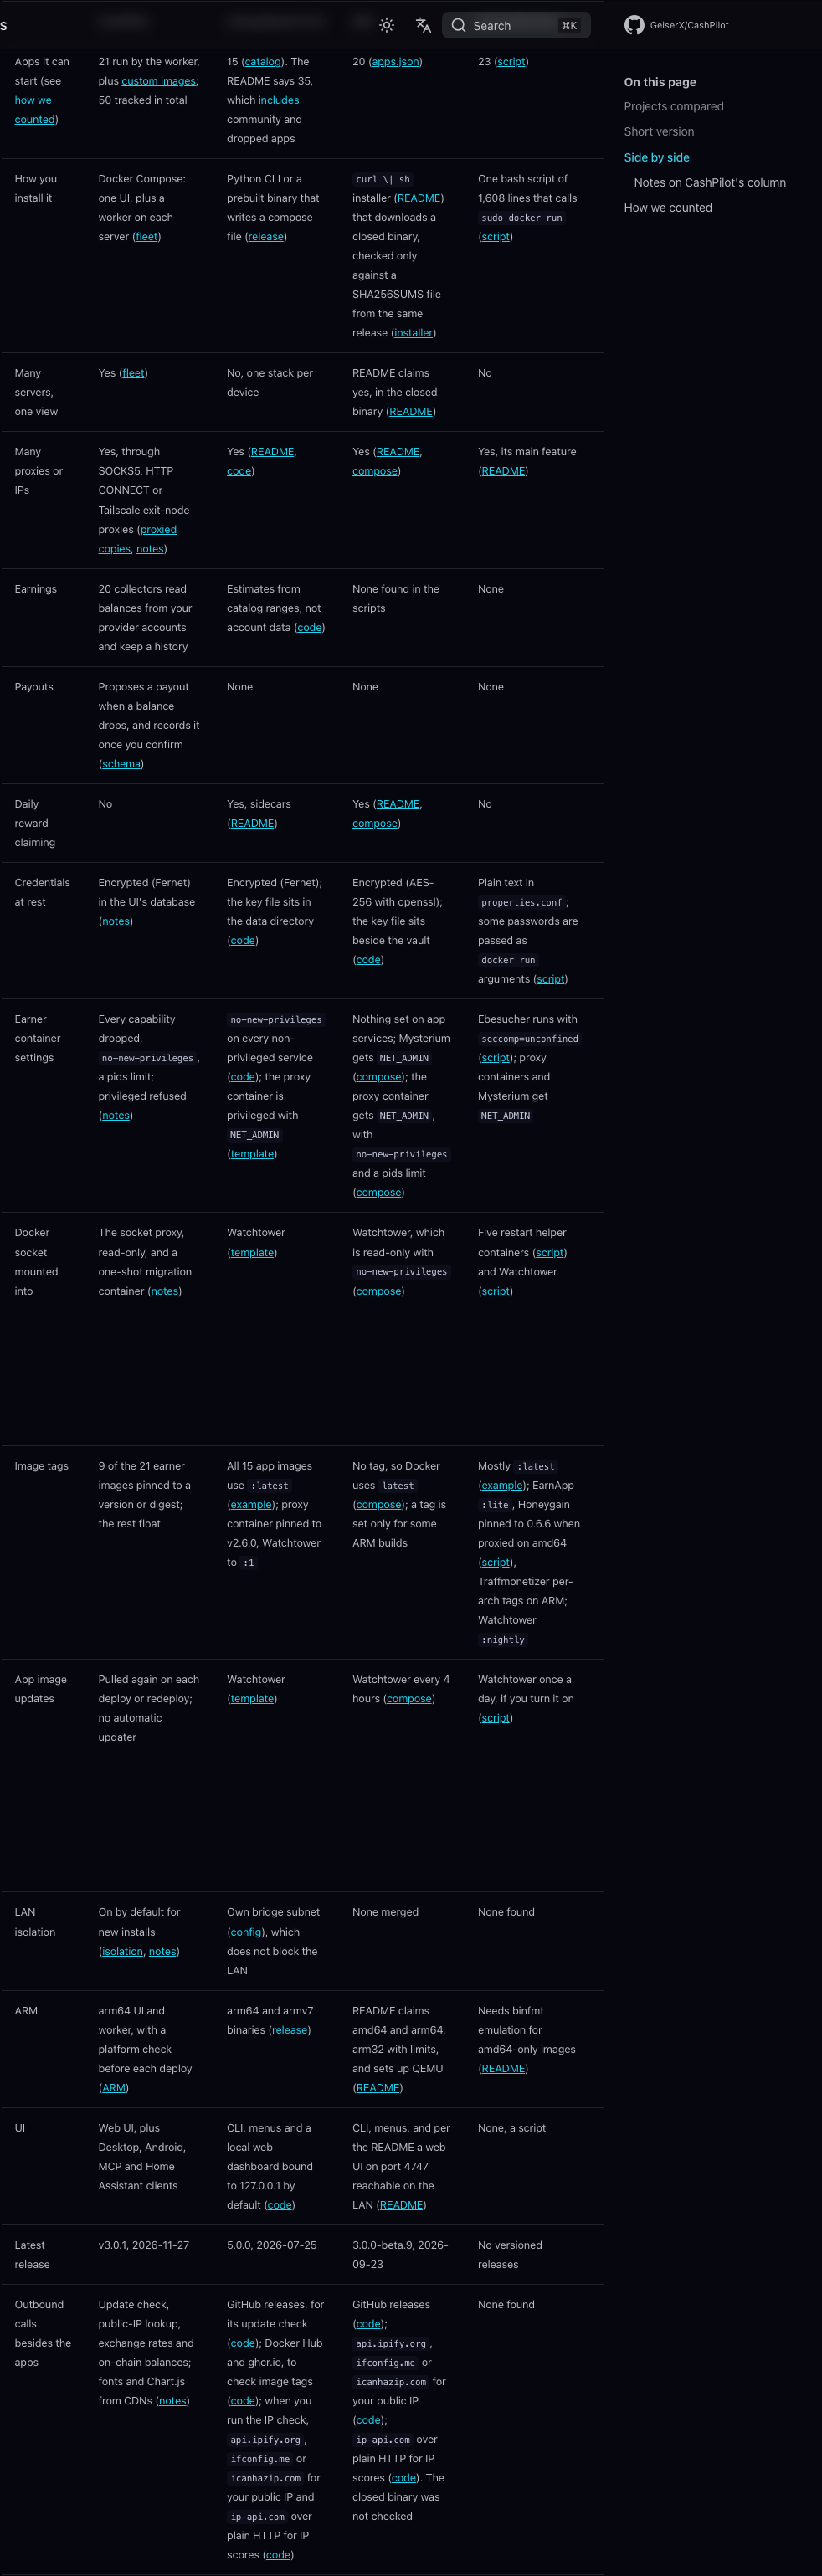 s
Search
⌘K
GeiserX/CashPilot
On this page
Projects compared
Short version
Side by side
Notes on CashPilot's column
How we counted
Apps it can
start (see
how we
counted)
21 run by the worker,
plus custom images;
50 tracked in total
15 (catalog). The
README says 35,
which includes
community and
dropped apps
20 (apps.json)
23 (script)
How you
install it
Docker Compose:
one UI, plus a
worker on each
server (fleet)
Python CLI or a
prebuilt binary that
writes a compose
file (release)
curl \| sh
installer (README)
that downloads a
closed binary,
checked only
against a
SHA256SUMS file
from the same
release (installer)
One bash script of
1,608 lines that calls
sudo docker run
(script)
Many
servers,
one view
Yes (fleet)
No, one stack per
device
README claims
yes, in the closed
binary (README)
No
Many
proxies or
IPs
Yes, through
SOCKS5, HTTP
CONNECT or
Tailscale exit-node
proxies (proxied
copies, notes)
Yes (README,
code)
Yes (README,
compose)
Yes, its main feature
(README)
Earnings
20 collectors read
balances from your
provider accounts
and keep a history
Estimates from
catalog ranges, not
account data (code)
None found in the
scripts
None
Payouts
Proposes a payout
when a balance
drops, and records it
once you confirm
(schema)
None
None
None
Daily
reward
claiming
No
Yes, sidecars
(README)
Yes (README,
compose)
No
Credentials
at rest
Encrypted (Fernet)
in the UI's database
(notes)
Encrypted (Fernet);
the key file sits
in the data directory
(code)
Encrypted (AES-
256 with openssl);
the key file sits
beside the vault
(code)
Plain text in
properties.conf;
some passwords are
passed as
docker run
arguments (script)
Earner
container
settings
Every capability
dropped,
no-new-privileges,
a pids limit;
privileged refused
(notes)
no-new-privileges
on every non-
privileged service
(code); the proxy
container is
privileged with
NET_ADMIN
(template)
Nothing set on app
services; Mysterium
gets NET_ADMIN
(compose); the
proxy container
gets NET_ADMIN,
with
no-new-privileges
and a pids limit
(compose)
Ebesucher runs with
seccomp=unconfined
(script); proxy
containers and
Mysterium get
NET_ADMIN
Docker
socket
mounted
into
The socket proxy,
read-only, and a
one-shot migration
container (notes)
Watchtower
(template)
Watchtower, which
is read-only with
no-new-privileges
(compose)
Five restart helper
containers (script)
and Watchtower
(script)
Image tags
9 of the 21 earner
images pinned to a
version or digest;
the rest float
All 15 app images
use :latest
(example); proxy
container pinned to
v2.6.0, Watchtower
to :1
No tag, so Docker
uses latest
(compose); a tag is
set only for some
ARM builds
Mostly :latest
(example); EarnApp
:lite, Honeygain
pinned to 0.6.6 when
proxied on amd64
(script),
Traffmonetizer per-
arch tags on ARM;
Watchtower
:nightly
App image
updates
Pulled again on each
deploy or redeploy;
no automatic
updater
Watchtower
(template)
Watchtower every 4
hours (compose)
Watchtower once a
day, if you turn it on
(script)
LAN
isolation
On by default for
new installs
(isolation, notes)
Own bridge subnet
(config), which
does not block the
LAN
None merged
None found
ARM
arm64 UI and
worker, with a
platform check
before each deploy
(ARM)
arm64 and armv7
binaries (release)
README claims
amd64 and arm64,
arm32 with limits,
and sets up QEMU
(README)
Needs binfmt
emulation for
amd64-only images
(README)
UI
Web UI, plus
Desktop, Android,
MCP and Home
Assistant clients
CLI, menus and a
local web
dashboard bound
to 127.0.0.1 by
default (code)
CLI, menus, and per
the README a web
UI on port 4747
reachable on the
LAN (README)
None, a script
Latest
release
v3.0.1, 2026-11-27
5.0.0, 2026-07-25
3.0.0-beta.9, 2026-
09-23
No versioned
releases
Outbound
calls
besides the
apps
Update check,
public-IP lookup,
exchange rates and
on-chain balances;
fonts and Chart.js
from CDNs (notes)
GitHub releases, for
its update check
(code); Docker Hub
and ghcr.io, to
check image tags
(code); when you
run the IP check,
api.ipify.org,
ifconfig.me or
icanhazip.com for
your public IP and
ip-api.com over
plain HTTP for IP
scores (code)
GitHub releases
(code);
api.ipify.org,
ifconfig.me or
icanhazip.com for
your public IP
(code);
ip-api.com over
plain HTTP for IP
scores (code). The
closed binary was
not checked
None found